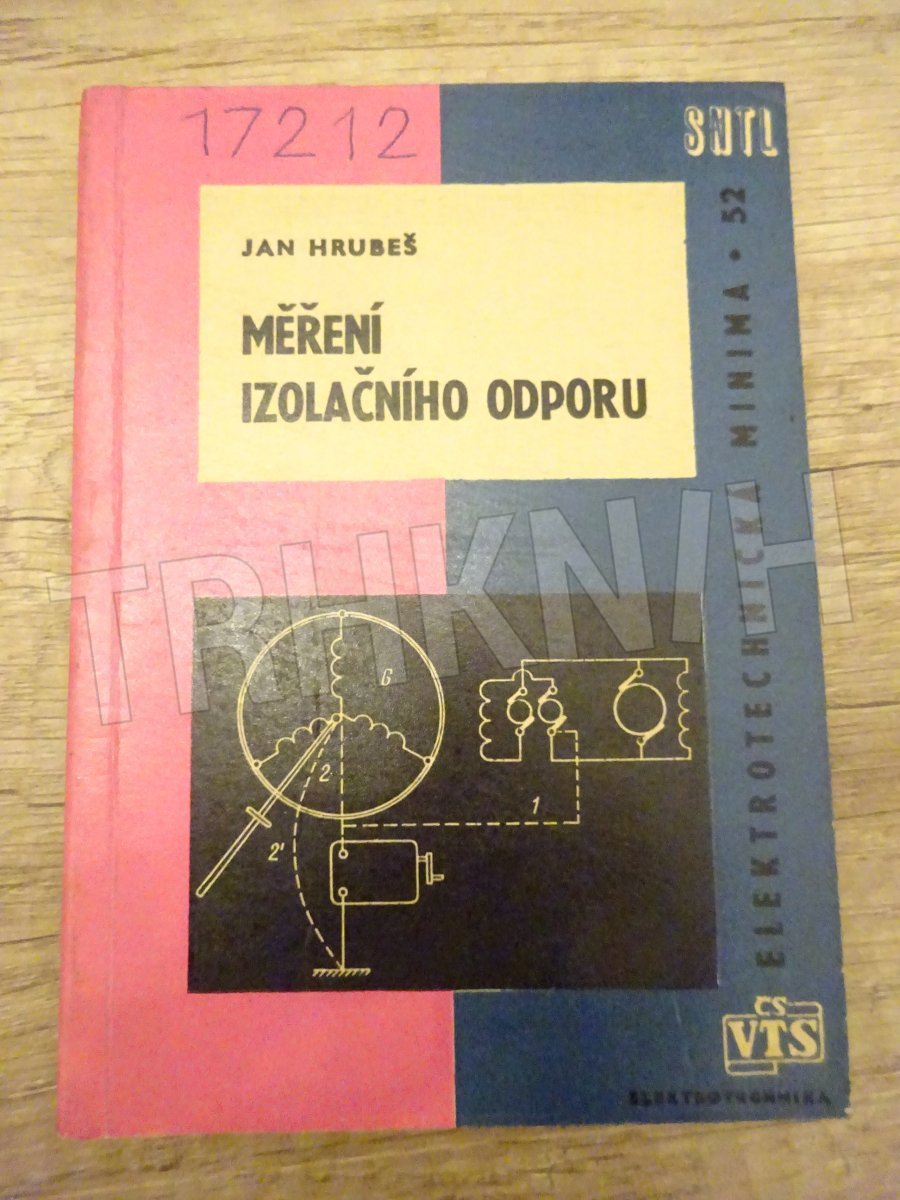 17212
SNTL
JAN HRUBEŠ
MĚŘENÍ
IZOLAČNÍHO ODPORU
ELEKTROTECHNICKÁ MINIMA • 52
TRHKNIH
G
2
1
2'
ČS
VTS
ELEKTROTECHNIKA